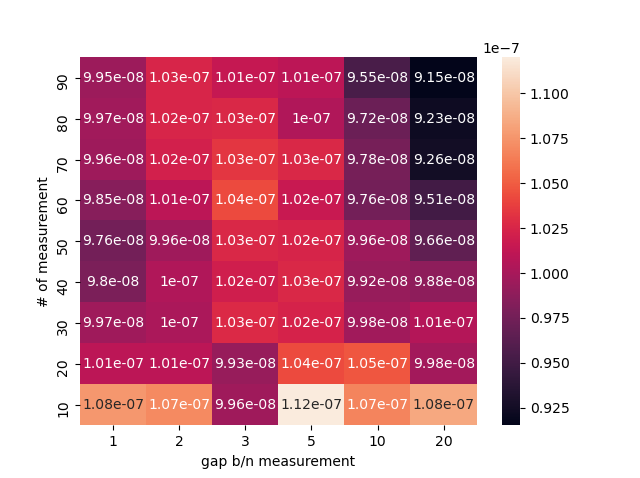 1e−7
90 9.95e-08 1.03e-07 1.01e-07 1.01e-07 9.55e-08 9.15e-08
80 9.97e-08 1.02e-07 1.03e-07 1e-07 9.72e-08 9.23e-08
70 9.96e-08 1.02e-07 1.03e-07 1.03e-07 9.78e-08 9.26e-08
60 9.85e-08 1.01e-07 1.04e-07 1.02e-07 9.76e-08 9.51e-08
50 9.76e-08 9.96e-08 1.03e-07 1.02e-07 9.96e-08 9.66e-08
40 9.8e-08 1e-07 1.02e-07 1.03e-07 9.92e-08 9.88e-08
30 9.97e-08 1e-07 1.03e-07 1.02e-07 9.98e-08 1.01e-07
20 1.01e-07 1.01e-07 9.93e-08 1.04e-07 1.05e-07 9.98e-08
10 1.08e-07 1.07e-07 9.96e-08 1.12e-07 1.07e-07 1.08e-07
1 2 3 5 10 20
gap b/n measurement
# of measurement
1.100
1.075
1.050
1.025
1.000
0.975
0.950
0.925